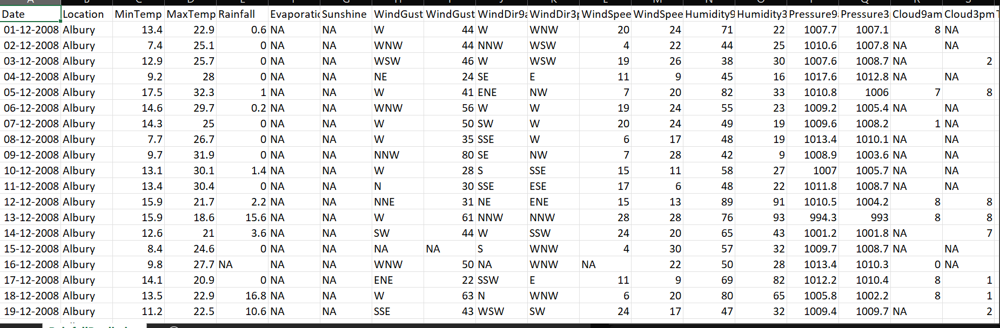 Date Location MinTemp MaxTemp Rainfall Evaporatic Sunshine WindGust WindGust WindDir9a WindDir3p WindSpee WindSpee Humidity9 Humidity3 Pressure9 Pressure3 Cloud9am Cloud3pm
01-12-2008 Albury 13.4 22.9 0.6 NA NA W 44 W WNW 20 24 71 22 1007.7 1007.1 8 NA
02-12-2008 Albury 7.4 25.1 0 NA NA WNW 44 NNW WSW 4 22 44 25 1010.6 1007.8 NA NA
03-12-2008 Albury 12.9 25.7 0 NA NA WSW 46 W WSW 19 26 38 30 1007.6 1008.7 NA 2
04-12-2008 Albury 9.2 28 0 NA NA NE 24 SE E 11 9 45 16 1017.6 1012.8 NA NA
05-12-2008 Albury 17.5 32.3 1 NA NA W 41 ENE NW 7 20 82 33 1010.8 1006 7 8
06-12-2008 Albury 14.6 29.7 0.2 NA NA WNW 56 W W 19 24 55 23 1009.2 1005.4 NA NA
07-12-2008 Albury 14.3 25 0 NA NA W 50 SW W 20 24 49 19 1009.6 1008.2 1 NA
08-12-2008 Albury 7.7 26.7 0 NA NA W 35 SSE W 6 17 48 19 1013.4 1010.1 NA NA
09-12-2008 Albury 9.7 31.9 0 NA NA NNW 80 SE NW 7 28 42 9 1008.9 1003.6 NA NA
10-12-2008 Albury 13.1 30.1 1.4 NA NA W 28 S SSE 15 11 58 27 1007 1005.7 NA NA
11-12-2008 Albury 13.4 30.4 0 NA NA N 30 SSE ESE 17 6 48 22 1011.8 1008.7 NA NA
12-12-2008 Albury 15.9 21.7 2.2 NA NA NNE 31 NE ENE 15 13 89 91 1010.5 1004.2 8 8
13-12-2008 Albury 15.9 18.6 15.6 NA NA W 61 NNW NNW 28 28 76 93 994.3 993 8 8
14-12-2008 Albury 12.6 21 3.6 NA NA SW 44 W SSW 24 20 65 43 1001.2 1001.8 NA 7
15-12-2008 Albury 8.4 24.6 0 NA NA NA NA S WNW 4 30 57 32 1009.7 1008.7 NA NA
16-12-2008 Albury 9.8 27.7 NA NA NA WNW 50 NA WNW NA 22 50 28 1013.4 1010.3 0 NA
17-12-2008 Albury 14.1 20.9 0 NA NA ENE 22 SSW E 11 9 69 82 1012.2 1010.4 8 1
18-12-2008 Albury 13.5 22.9 16.8 NA NA W 63 N WNW 6 20 80 65 1005.8 1002.2 8 1
19-12-2008 Albury 11.2 22.5 10.6 NA NA SSE 43 WSW SW 24 17 47 32 1009.4 1009.7 NA 2